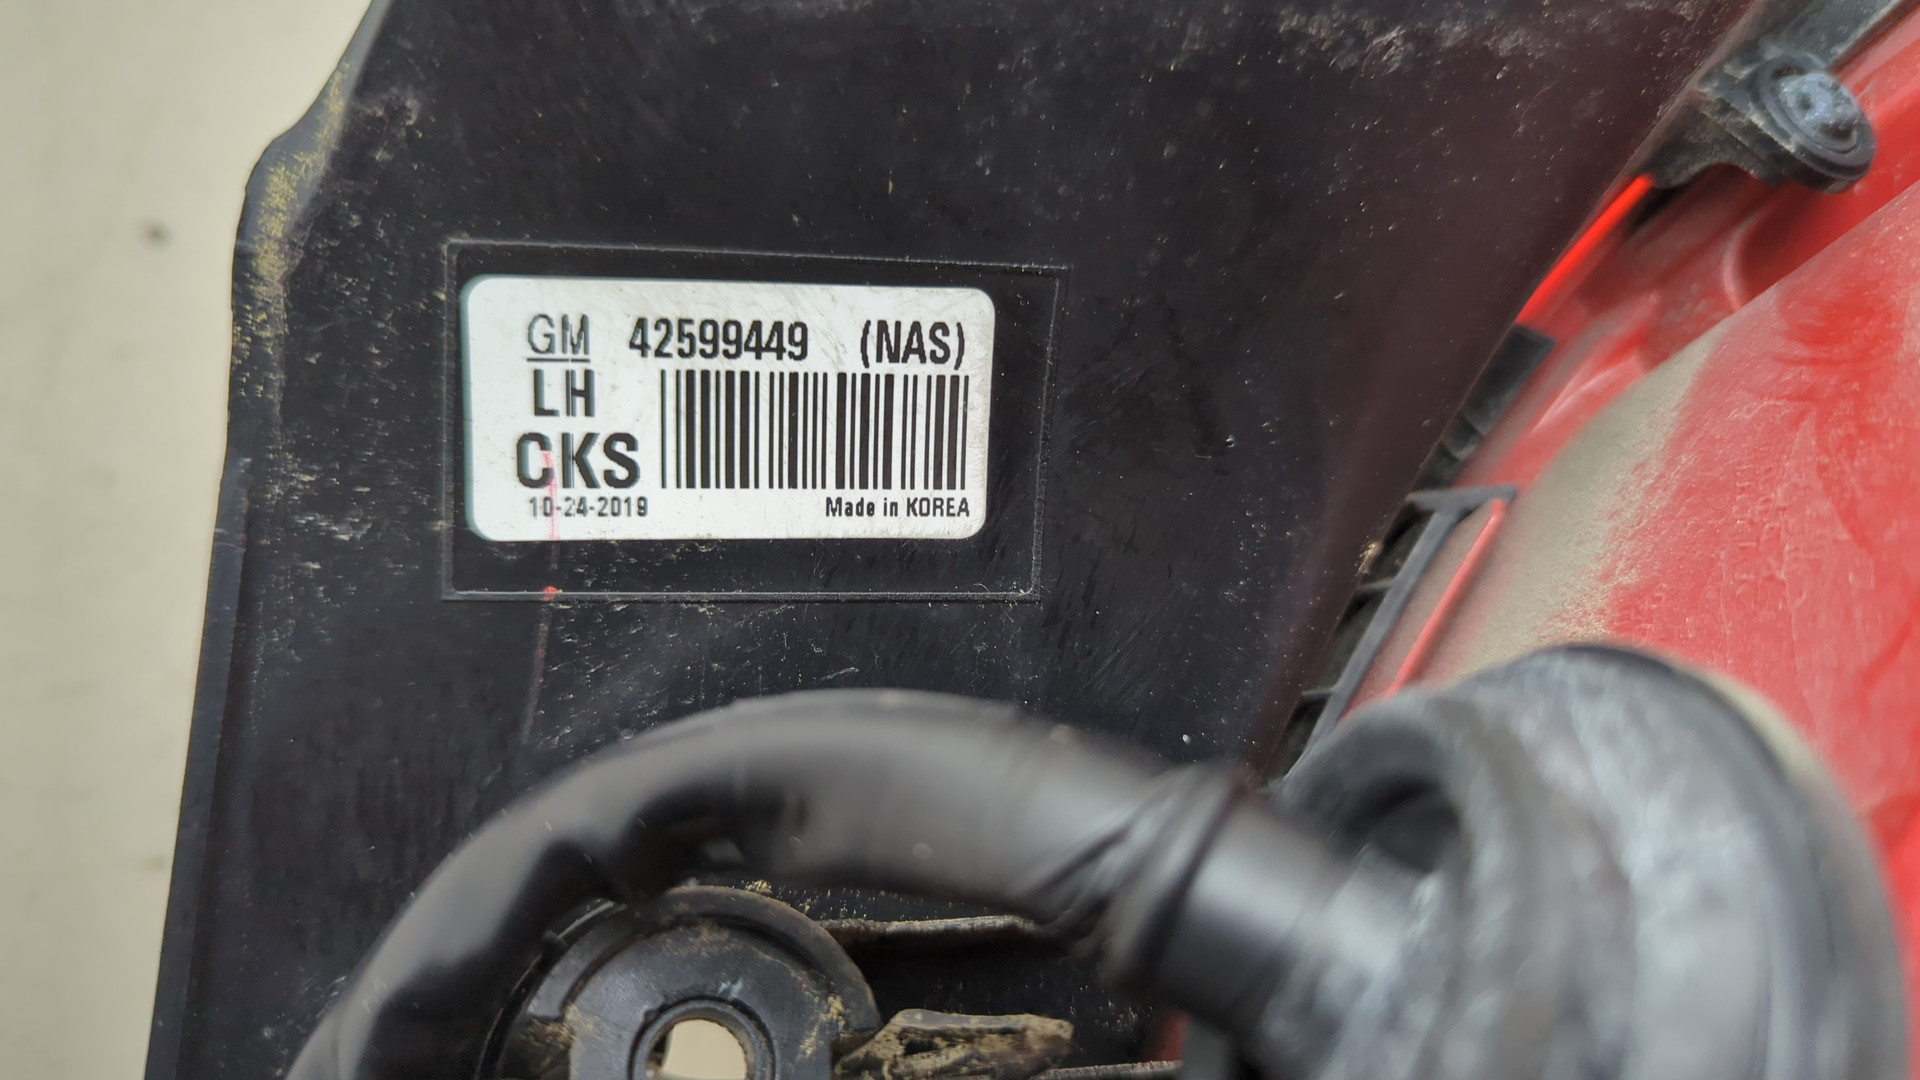 GM 42599449 (NAS)
LH
CKS
10-24-2019
Made in KOREA